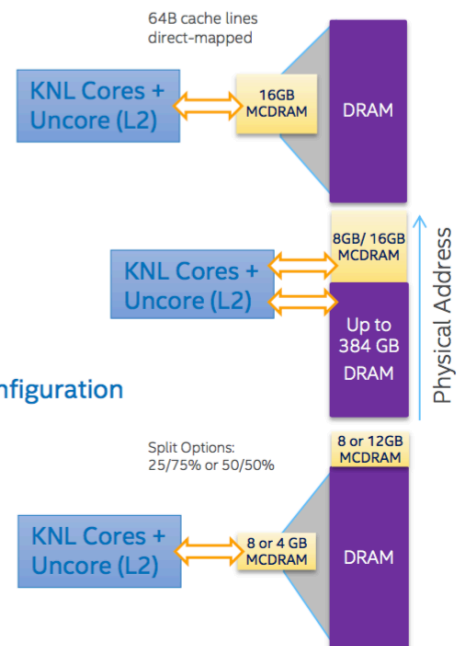 64B cache lines
direct-mapped
KNL Cores +
Uncore (L2)
16GB
MCDRAM
DRAM
8GB/ 16GB
MCDRAM
KNL Cores +
Uncore (L2)
Up to
384 GB
DRAM
Physical Address
nfiguration
Split Options:
25/75% or 50/50%
8 or 12GB
MCDRAM
KNL Cores +
Uncore (L2)
8 or 4 GB
MCDRAM
DRAM